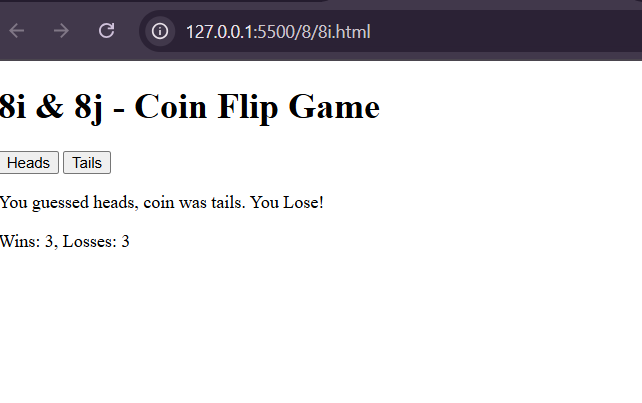 127.0.0.1:5500/8/8i.html
8i & 8j - Coin Flip Game
Heads Tails
You guessed heads, coin was tails. You Lose!
Wins: 3, Losses: 3